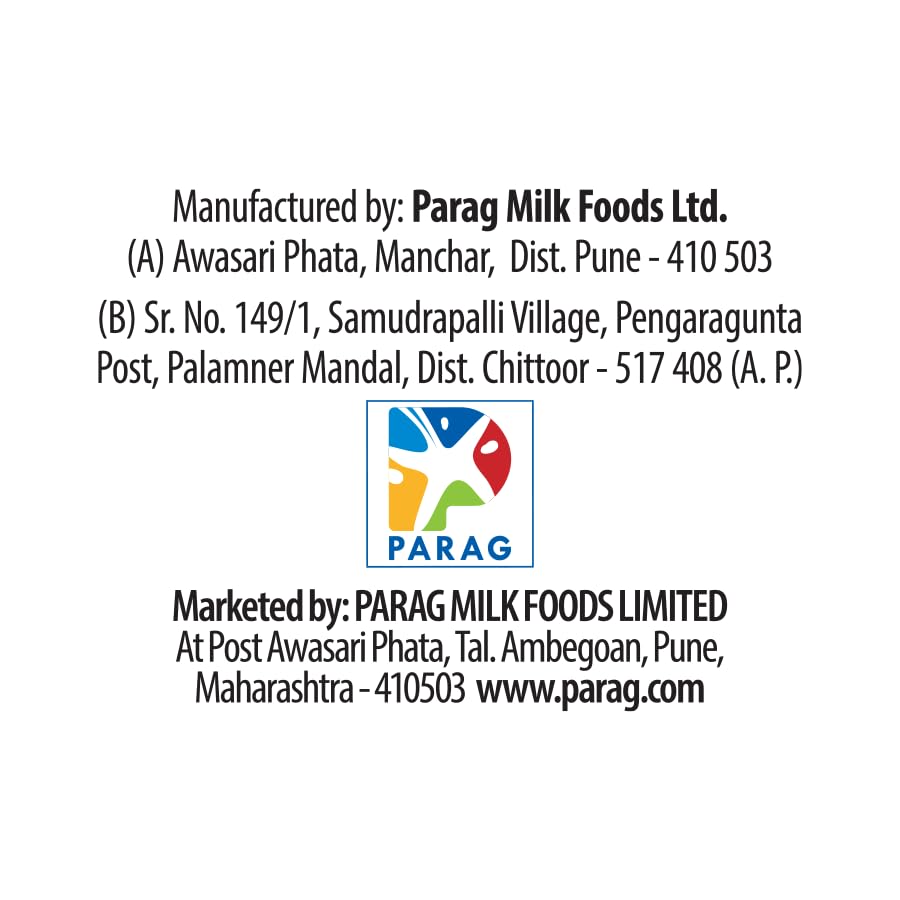 Manufactured by: Parag Milk Foods Ltd.
(A) Awasari Phata, Manchar, Dist. Pune - 410 503
(B) Sr. No. 149/1, Samudrapalli Village, Pengaragunta
Post, Palamner Mandal, Dist. Chittoor - 517 408 (A. P.)
PARAG
Marketed by: PARAG MILK FOODS LIMITED
At Post Awasari Phata, Tal. Ambegoan, Pune,
Maharashtra - 410503 www.parag.com